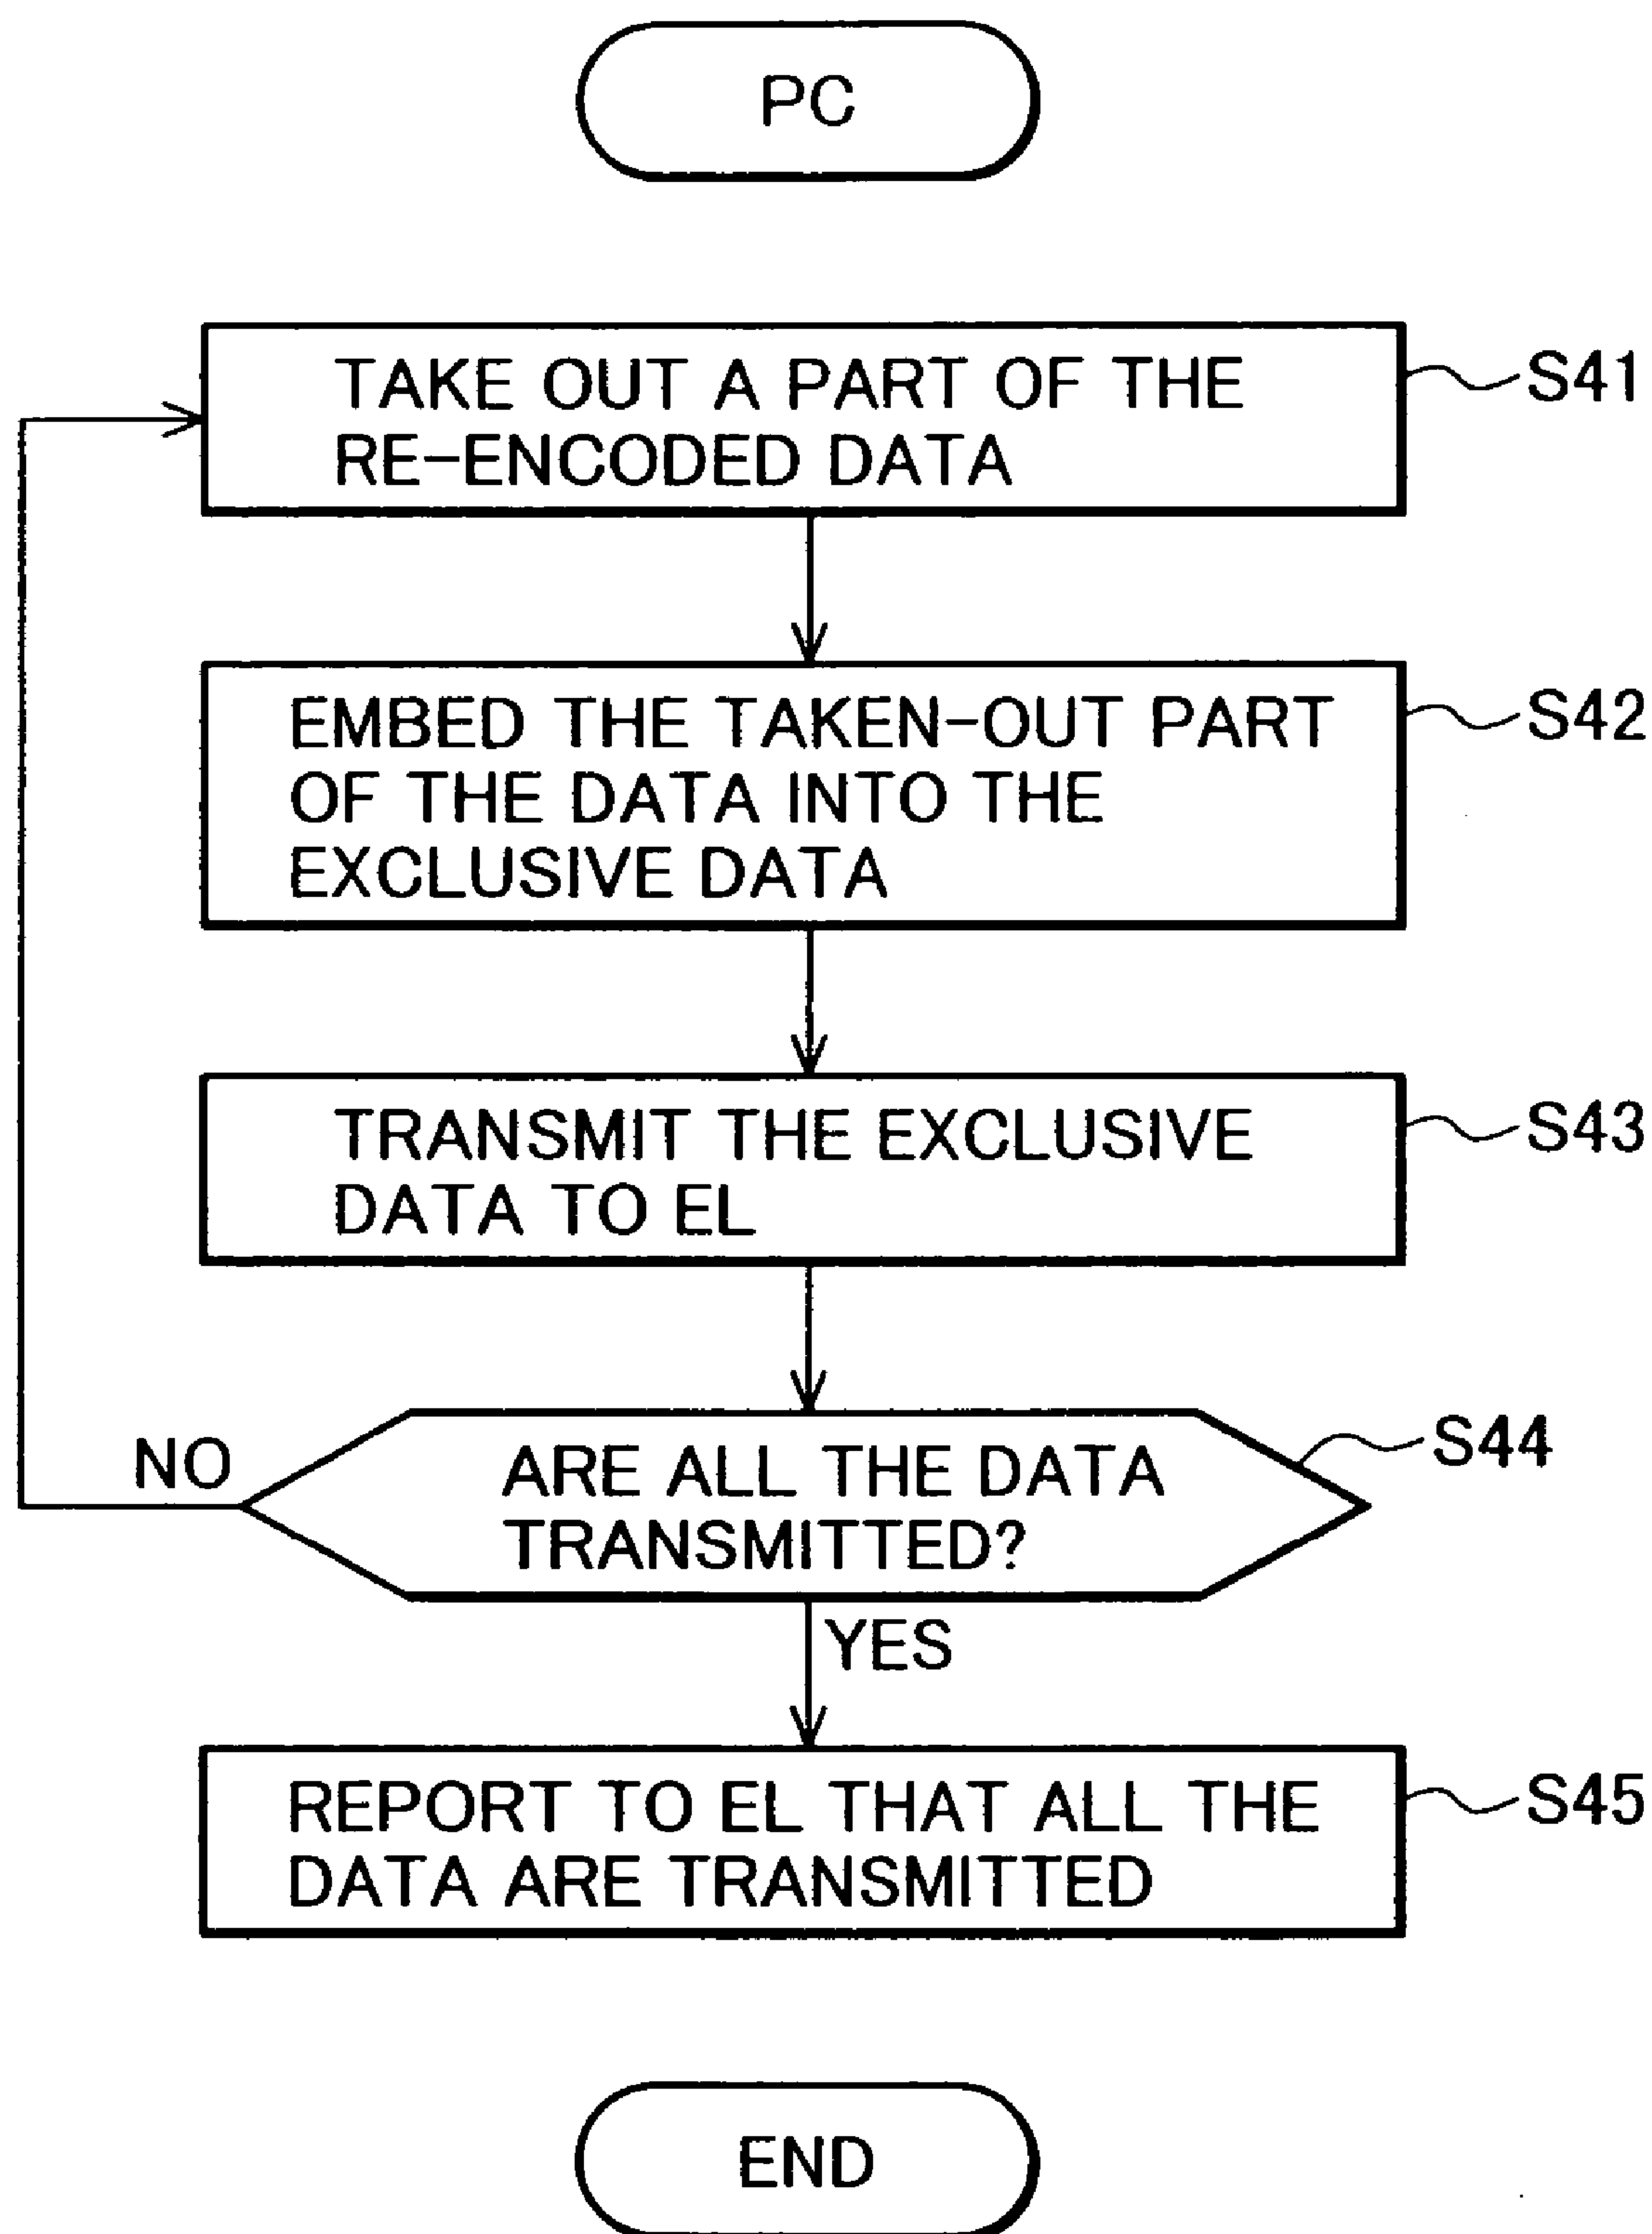 PC
TAKE OUT A PART OF THE
RE-ENCODED DATA
S41
EMBED THE TAKEN-OUT PART
OF THE DATA INTO THE
EXCLUSIVE DATA
S42
TRANSMIT THE EXCLUSIVE
DATA TO EL
S43
NO
ARE ALL THE DATA
TRANSMITTED?
S44
YES
REPORT TO EL THAT ALL THE
DATA ARE TRANSMITTED
S45
END